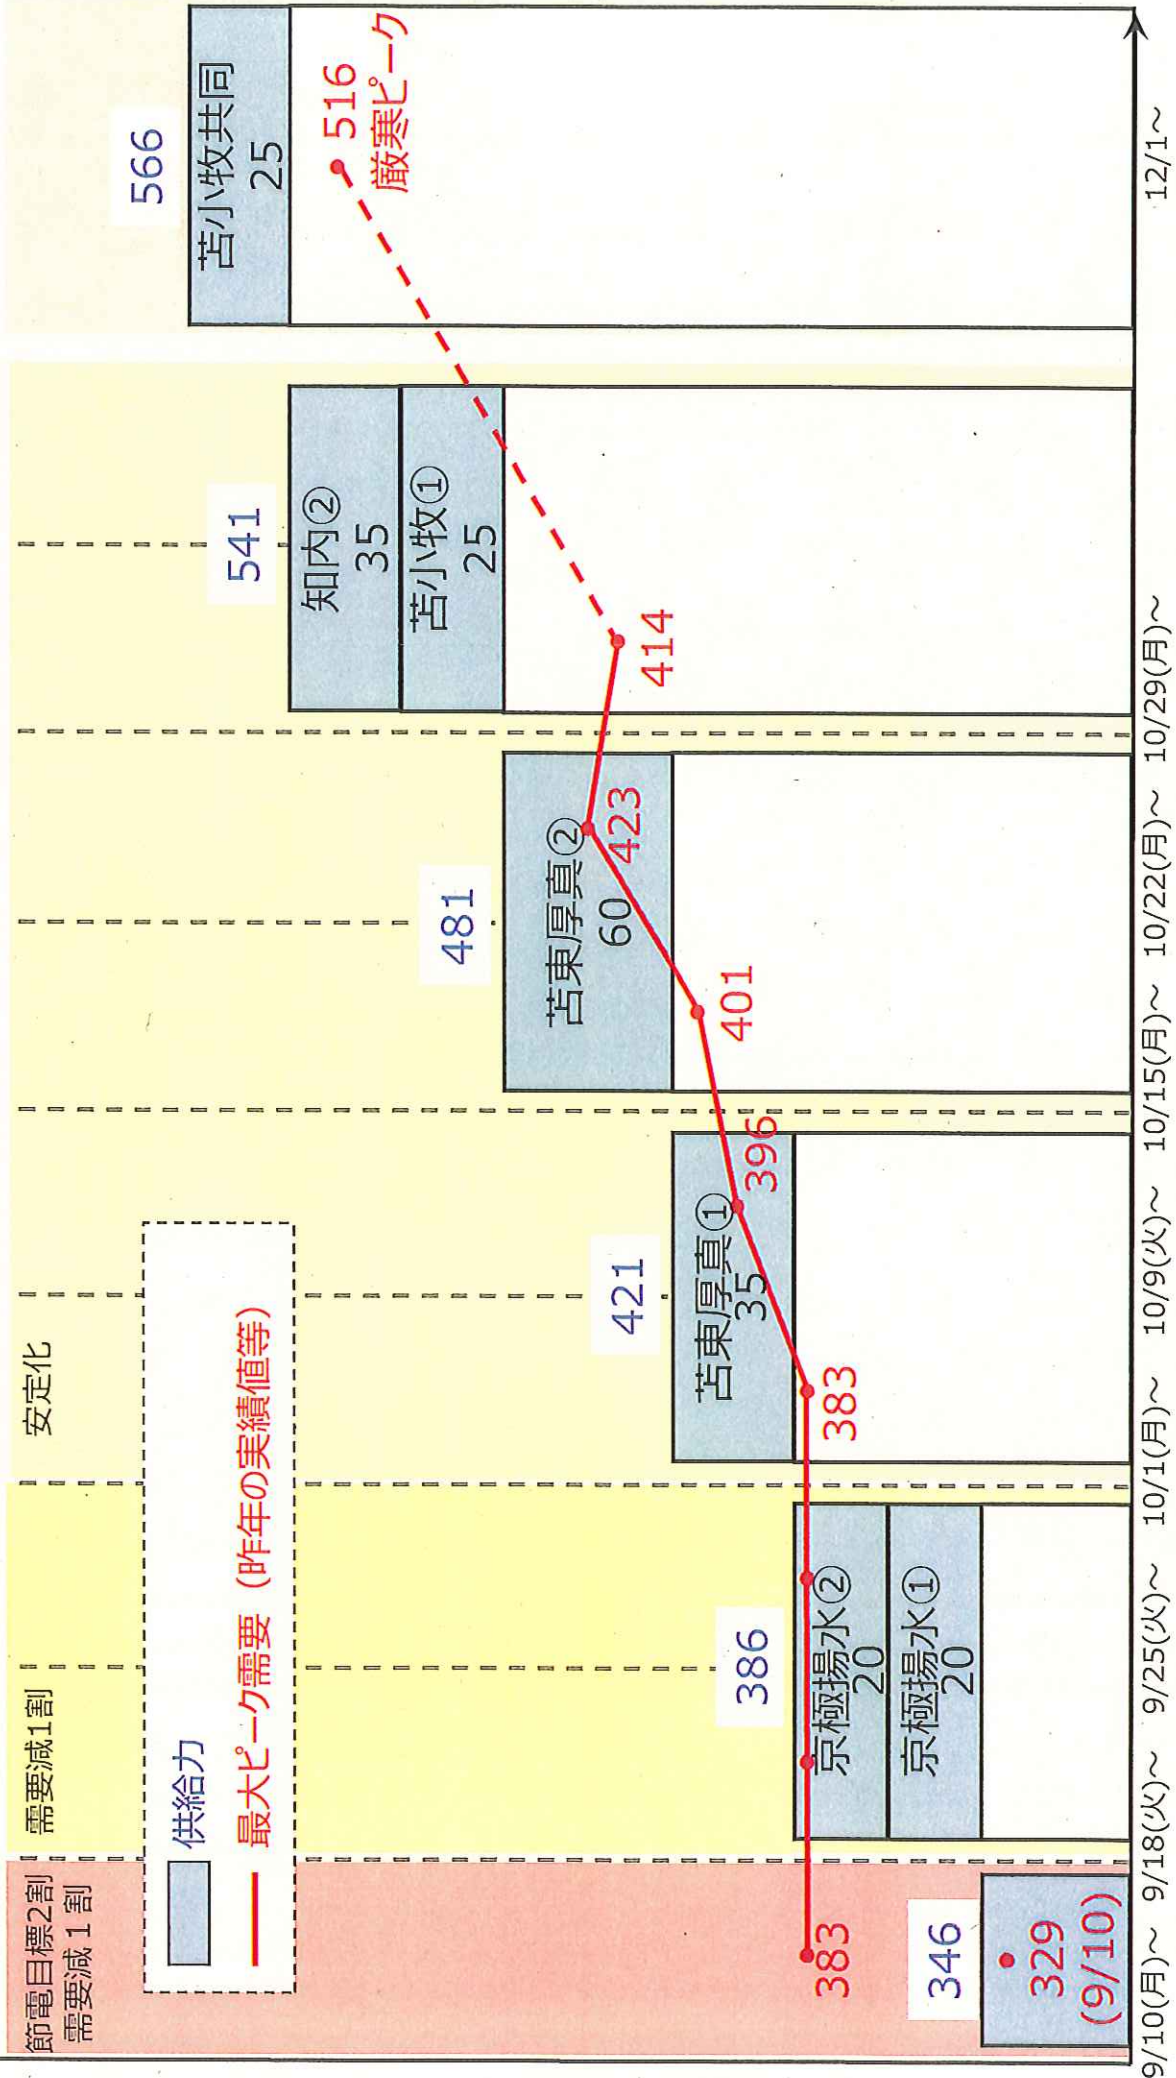 節電目標2割
需要減1割
需要減1割
安定化
供給力
最大ピーク需要（昨年の実績値等）
346
386
421
481
541
566
383
329
(9/10)
京極揚水②
20
京極揚水①
20
383
苫東厚真①
35
396
401
苫東厚真②
60
423
414
知内②
35
苫小牧①
25
苫小牧共同
25
516
厳寒ピーク
9/10(月)～
9/18(火)～
9/25(火)～
10/1(月)～
10/9(火)～
10/15(月)～
10/22(月)～
10/29(月)～
12/1～